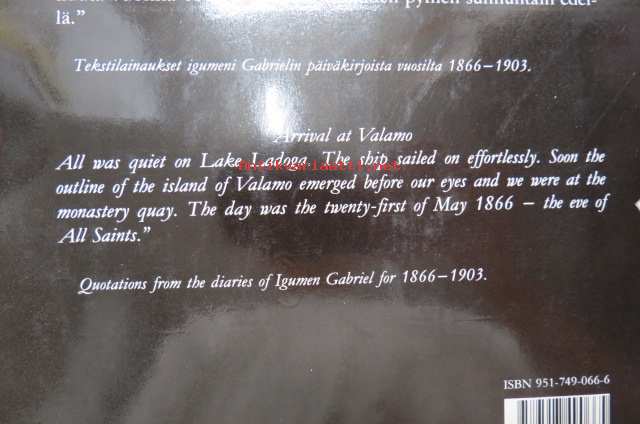 lä.”
Tekstilainaukset igumeni Gabrielin päiväkirjoista vuosilta 1866–1903.
Arrival at Valamo
All was quiet on Lake Ladoga. The ship sailed on effortlessly. Soon the
outline of the island of Valamo emerged before our eyes and we were at the
monastery quay. The day was the twenty-first of May 1866 – the eve of
All Saints.”
Quotations from the diaries of Igumen Gabriel for 1866–1903.
ISBN 951-749-066-6